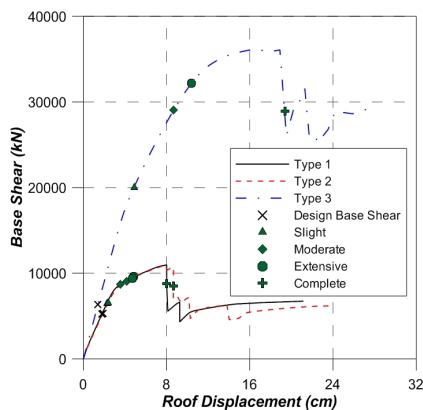 40000
30000
20000
10000
0
Base Shear (kN)
Type 1
Type 2
Type 3
Design Base Shear
Slight
Moderate
Extensive
Complete
0 8 16 24 32
Roof Displacement (cm)